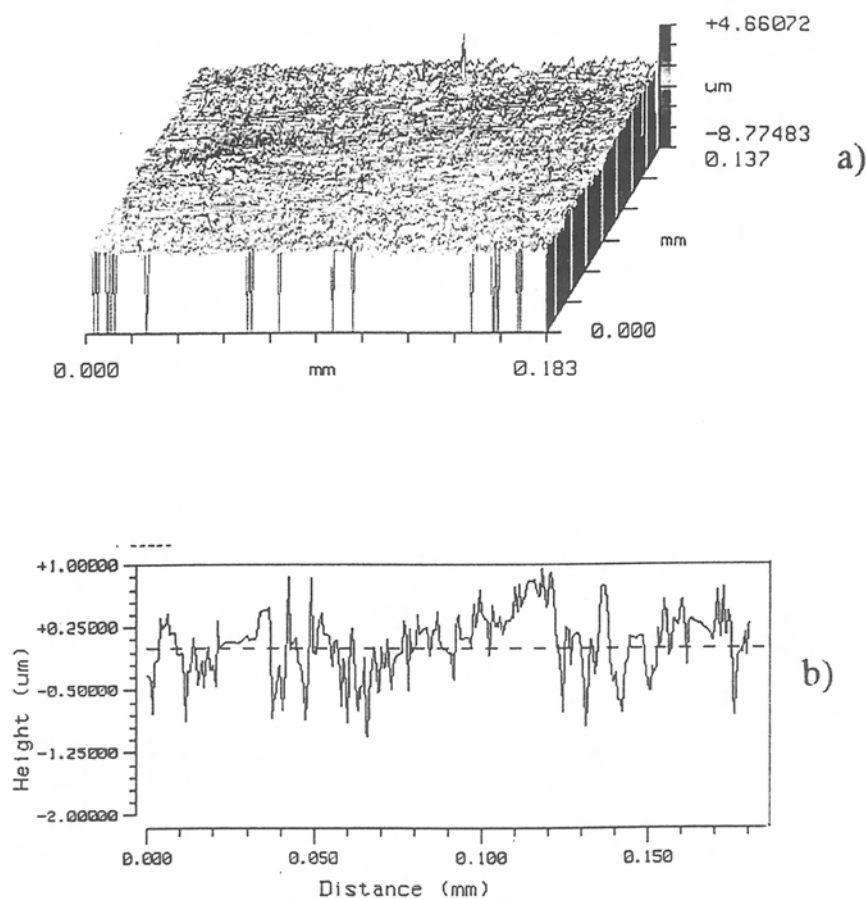 +4.66072
um
-8.77483
0.137
a)
mm
0.000
0.000
mm
0.183
+1.00000
+0.25000
-0.50000
-1.25000
-2.00000
Height (um)
b)
0.000
0.050
0.100
0.150
Distance (mm)